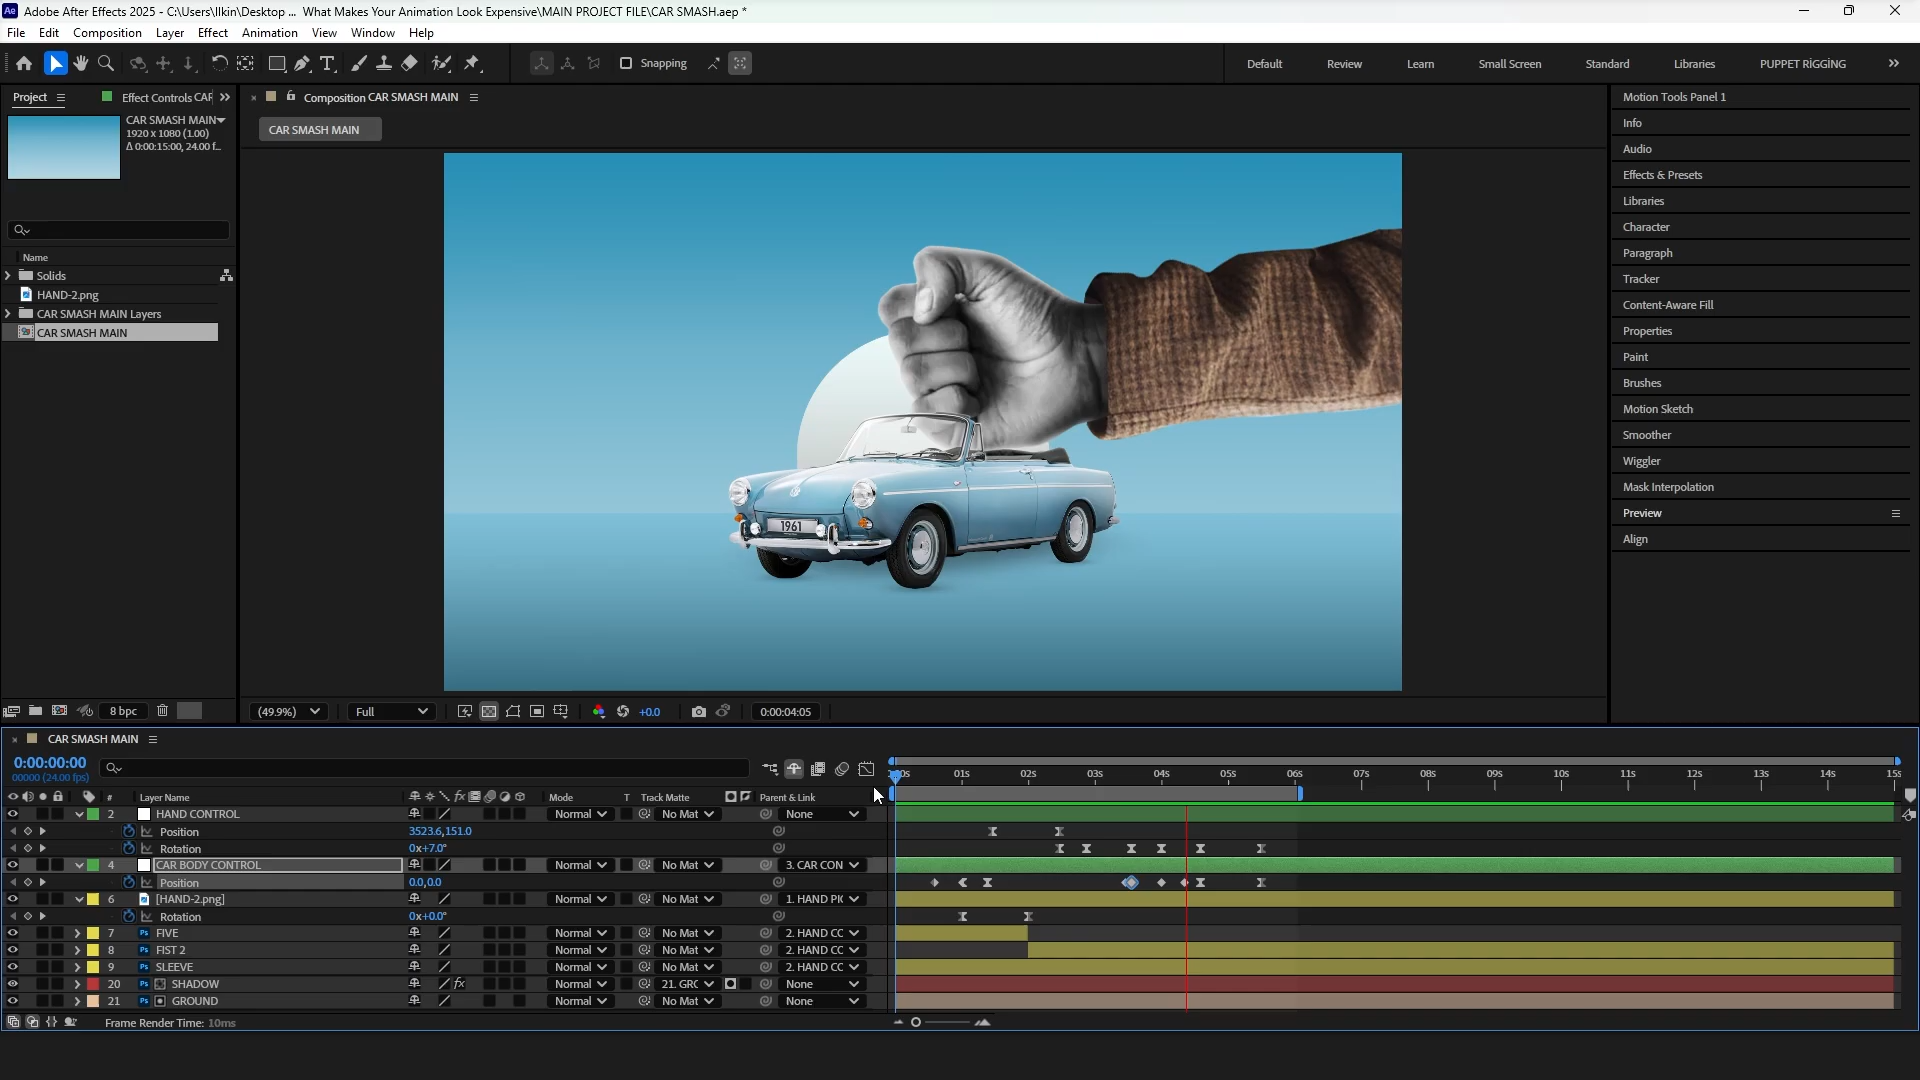 Ae Adobe After Effects 2025 - C:\Users\Ilkin\Desktop ... What Makes Your Animation Look Expensive\MAIN PROJECT FILE\CAR SMASH.aep *
File Edit Composition Layer Effect Animation View Window Help
Snapping Default Review Learn Small Screen Standard Libraries PUPPET RİGGİNG
Project Effect Controls CAR Composition CAR SMASH MAIN
CAR SMASH MAIN
1920 x 1080 (1.00)
Δ 0:00:15:00, 24.00 f...
CAR SMASH MAIN
Name
Solids
HAND-2.png
CAR SMASH MAIN Layers
CAR SMASH MAIN
1961
Motion Tools Panel 1
Info
Audio
Effects & Presets
Libraries
Character
Paragraph
Tracker
Content-Aware Fill
Properties
Paint
Brushes
Motion Sketch
Smoother
Wiggler
Mask Interpolation
Preview
Align
8 bpc (49.9%) Full +0.0 0:00:04:05
CAR SMASH MAIN
0:00:00:00
00000 (24.00 fps)
01s 02s 03s 04s 05s 06s 07s 08s 09s 10s 11s 12s 13s 14s 15s
# Layer Name fx Mode T Track Matte Parent & Link
2 HAND CONTROL Normal No Mat None
Position 3523.6,151.0
Rotation 0x+7.0°
4 CAR BODY CONTROL Normal No Mat 3. CAR CON
Position 0.0,0.0
6 [HAND-2.png] Normal No Mat 1. HAND PI
Rotation 0x+0.0°
7 Ps FIVE Normal No Mat 2. HAND CC
8 Ps FIST 2 Normal No Mat 2. HAND CC
9 Ps SLEEVE Normal No Mat 2. HAND CC
20 Ps SHADOW fx Normal 21. GRC None
21 Ps GROUND Normal No Mat None
Frame Render Time: 10ms